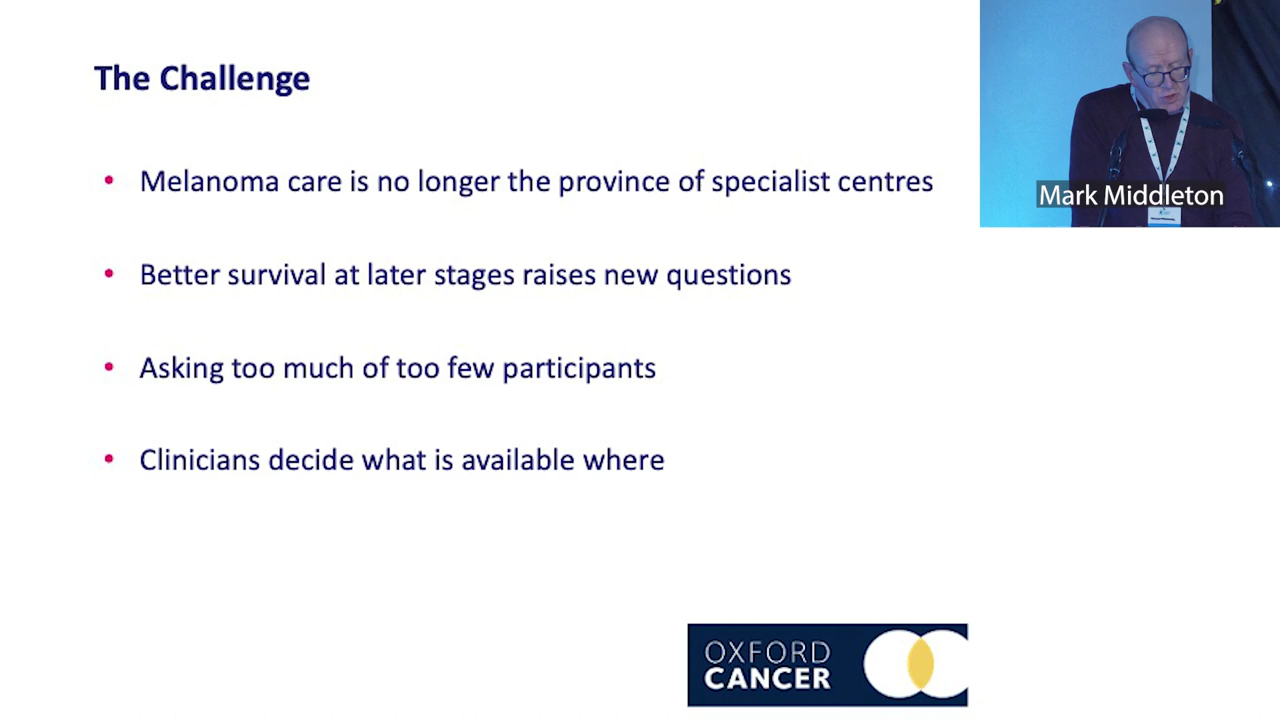 The Challenge
• Melanoma care is no longer the province of specialist centres
• Better survival at later stages raises new questions
• Asking too much of too few participants
• Clinicians decide what is available where
Mark Middleton
OXFORD
CANCER